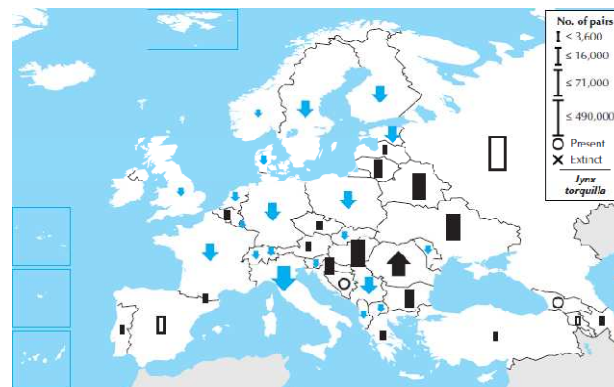 No. of pairs
≤ 3,600
≤ 16,000
≤ 71,000
≤ 490,000
Present
Extinct
Jynx
torquilla